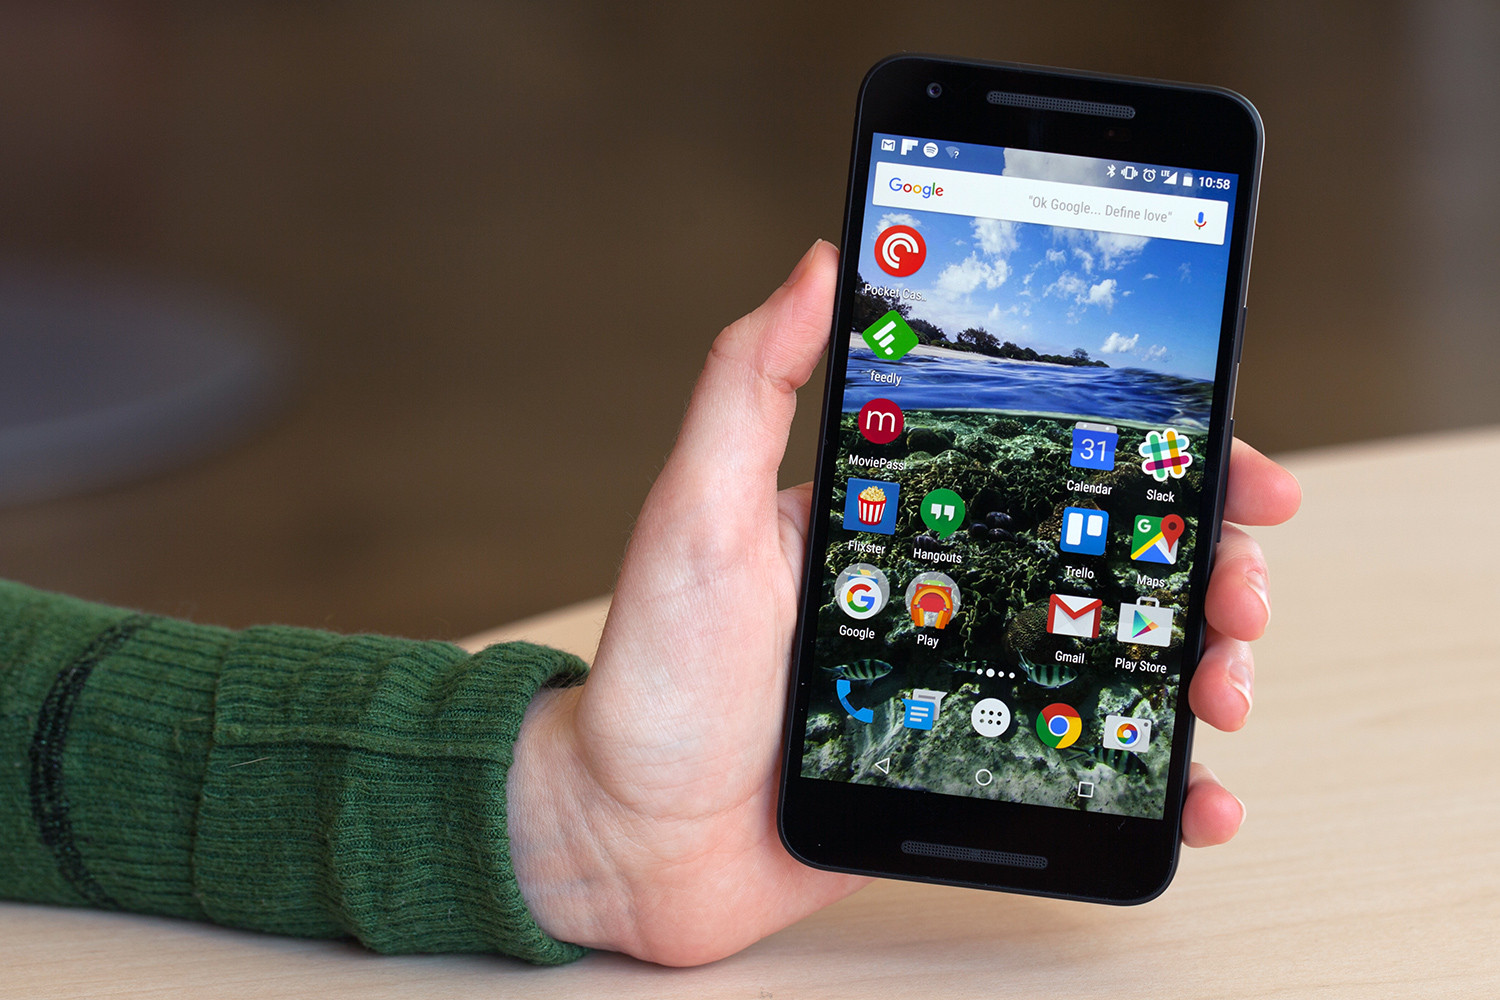 LTE 10:58
Google "Ok Google... Define love"
Pocket Cas..
feedly
m
MoviePass
31
Calendar
Slack
Flixster
Hangouts
Trello
G
Maps
G
Google
Play
Gmail
Play Store